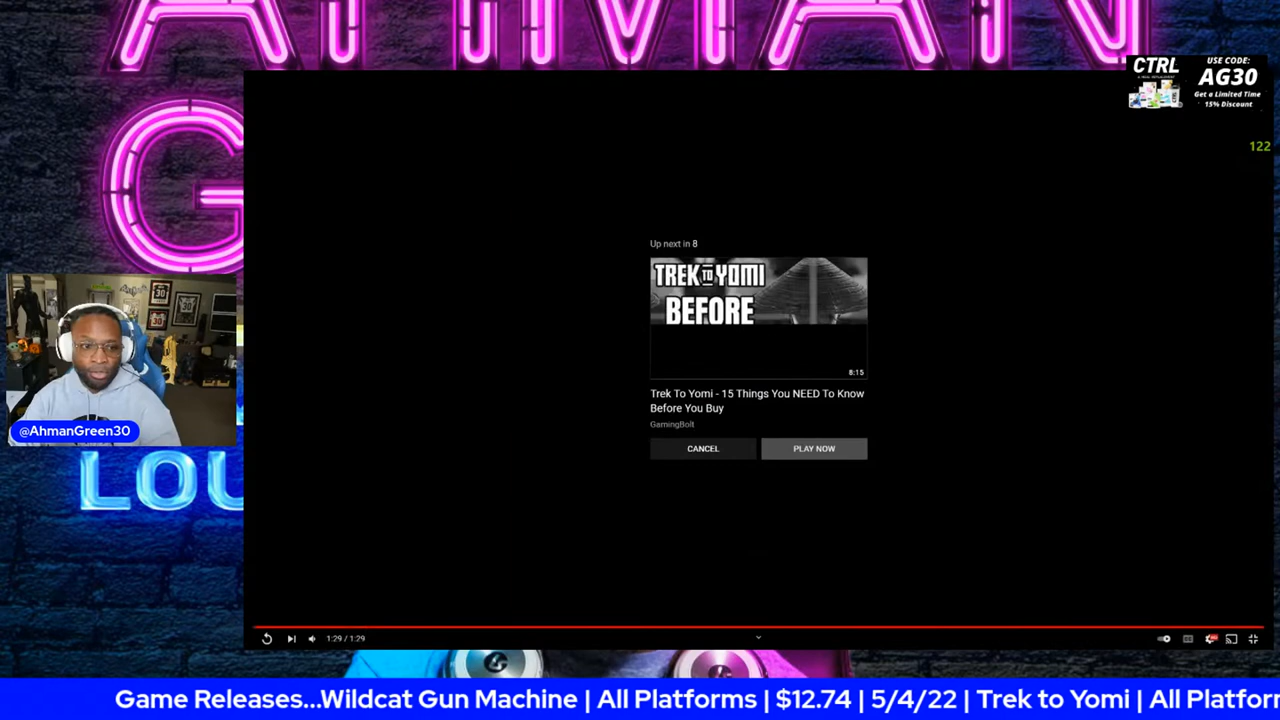 AHMAN
G
CTRL
USE CODE:
AG30
Get a Limited Time
15% Discount
122
Up next in 8
TREK TO YOMI
BEFORE
8:15
Trek To Yomi - 15 Things You NEED To Know
Before You Buy
GamingBolt
CANCEL
PLAY NOW
@AhmanGreen30
LOU
1:29 / 1:29
Game Releases...Wildcat Gun Machine | All Platforms | $12.74 | 5/4/22 | Trek to Yomi | All Platfor